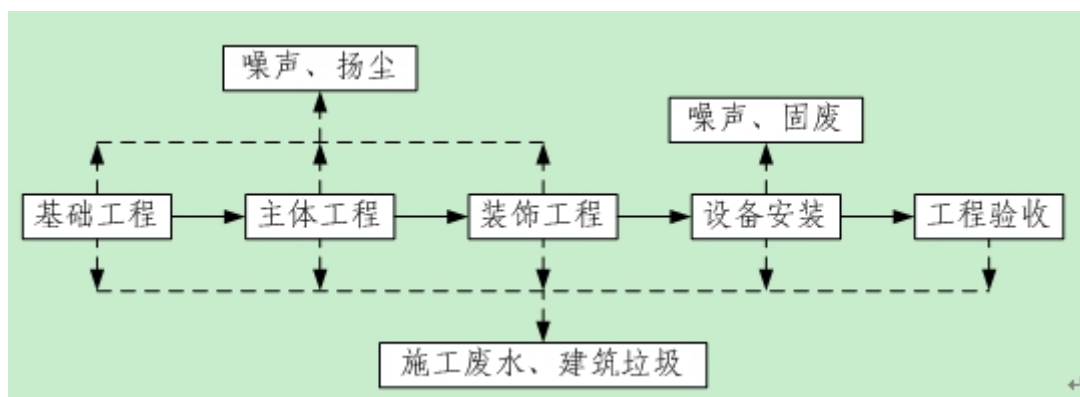 噪声、扬尘
噪声、固废
基础工程
主体工程
装饰工程
设备安装
工程验收
施工废水、建筑垃圾